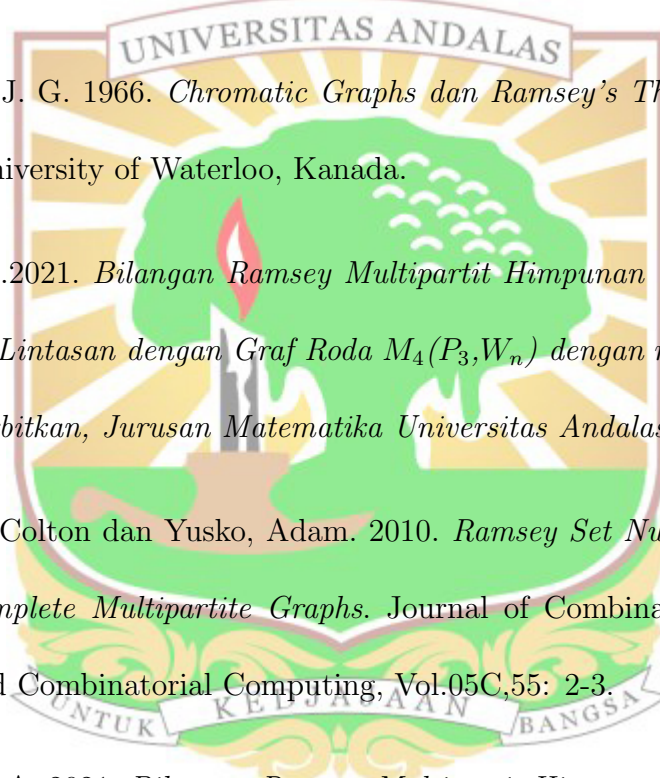 UNIVERSITAS ANDALAS
J. G. 1966. Chromatic Graphs dan Ramsey's Th
niversity of Waterloo, Kanada.
.2021. Bilangan Ramsey Multipartit Himpunan
Lintasan dengan Graf Roda M₄(P₃,Wₙ) dengan
bitkan, Jurusan Matematika Universitas Andalas
Colton dan Yusko, Adam. 2010. Ramsey Set Nu
mplete Multipartite Graphs. Journal of Combina
d Combinatorial Computing, Vol.05C,55: 2-3.
UNTUK KEDJAJAAN BANGSA